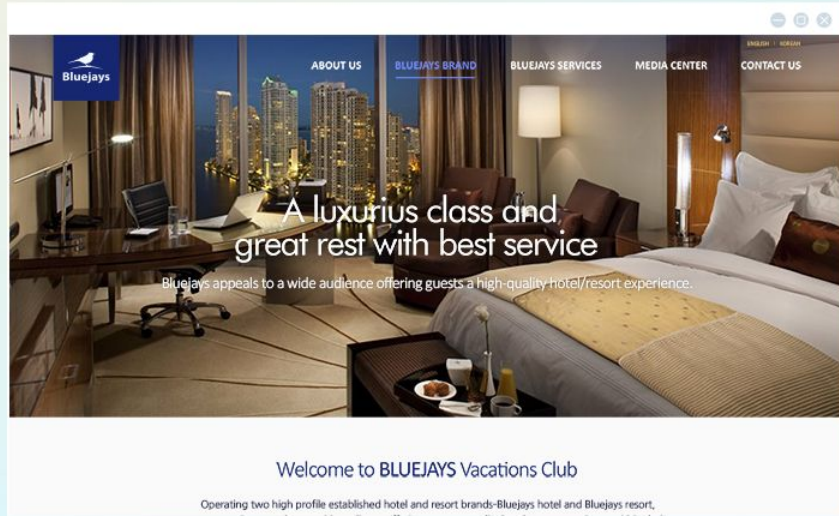 ENGLISH | KOREAN
Bluejays
ABOUT US BLUEJAYS BRAND BLUEJAYS SERVICES MEDIA CENTER CONTACT US
A luxurius class and,
great rest with best service
Bluejays appeals to a wide audience offering guests a high-quality hotel/resort experience.
Welcome to BLUEJAYS Vacations Club
Operating two high profile established hotel and resort brands-Bluejays hotel and Bluejays resort,